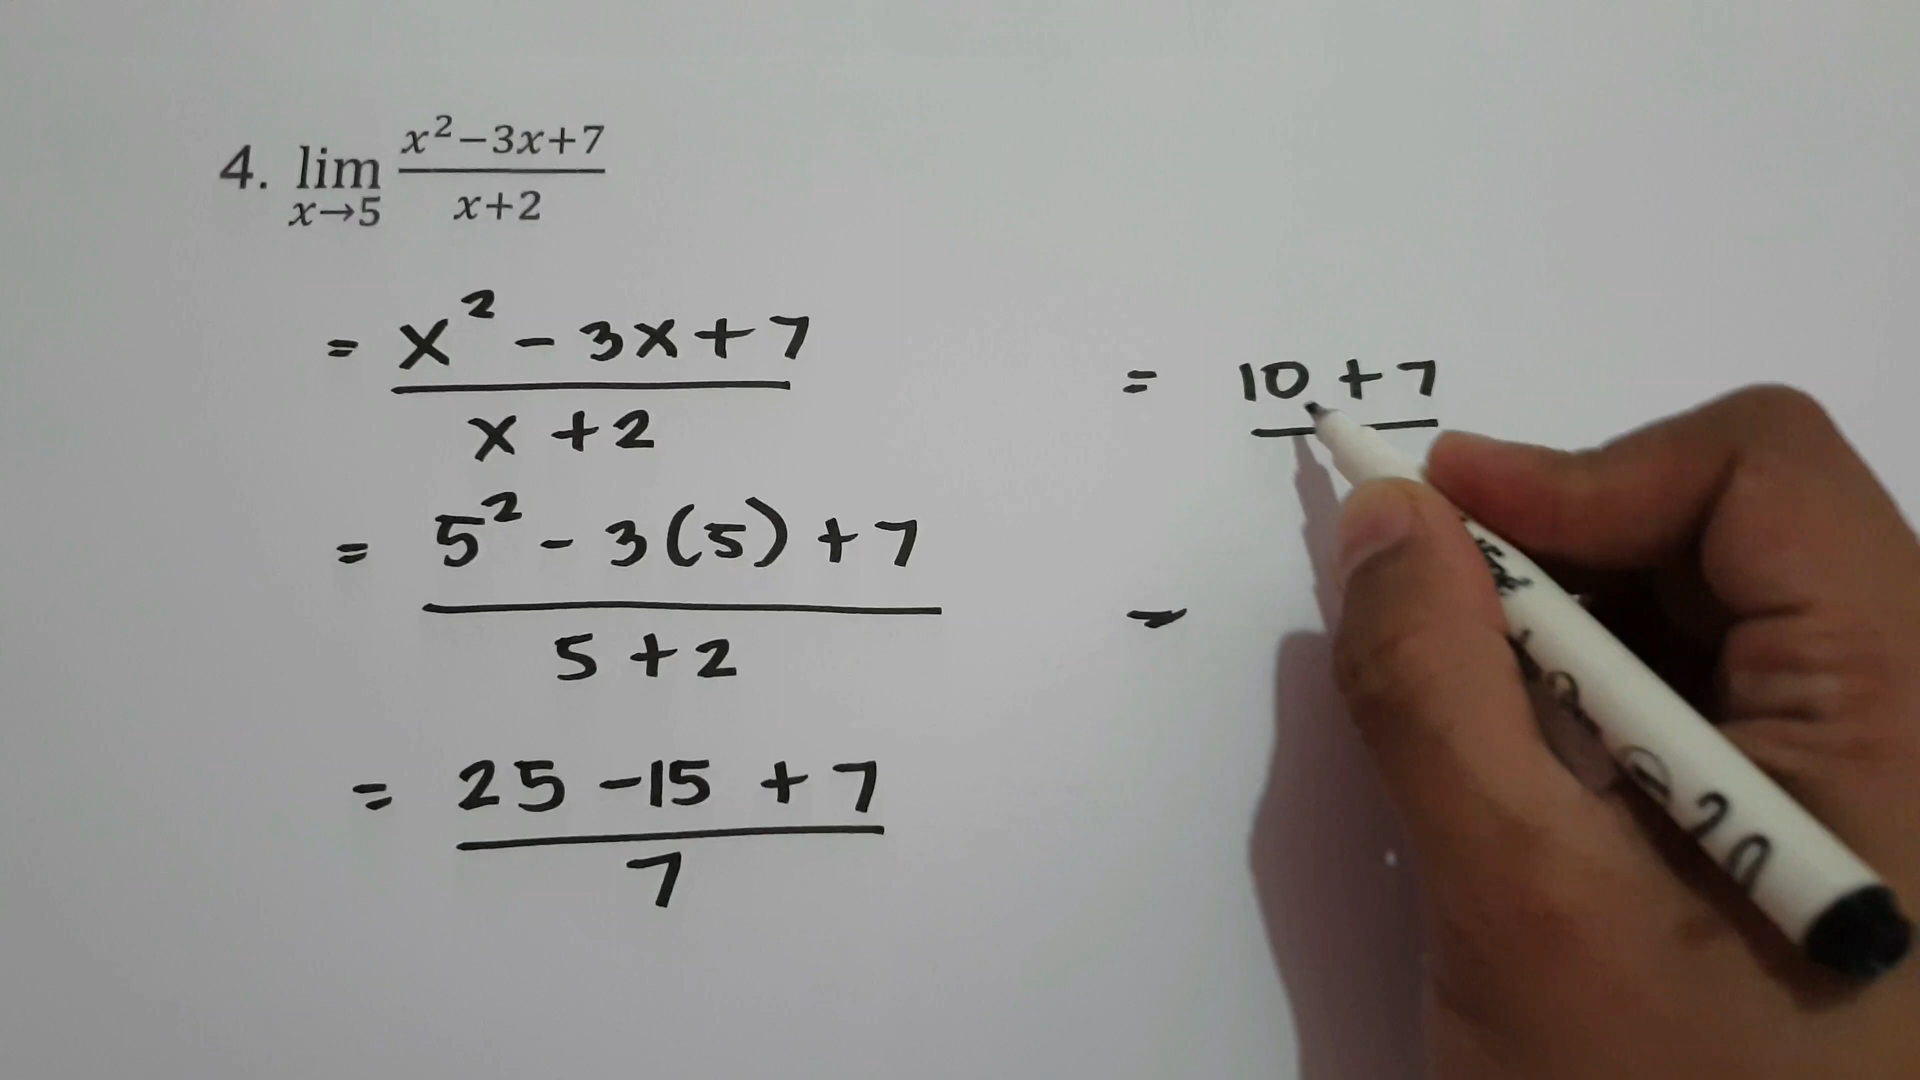 4. lim x→5 x²-3x+7 / x+2
= x² - 3x + 7
x + 2
= 5² - 3(5) + 7
5 + 2
= 25 - 15 + 7
7
= 10 + 7
=